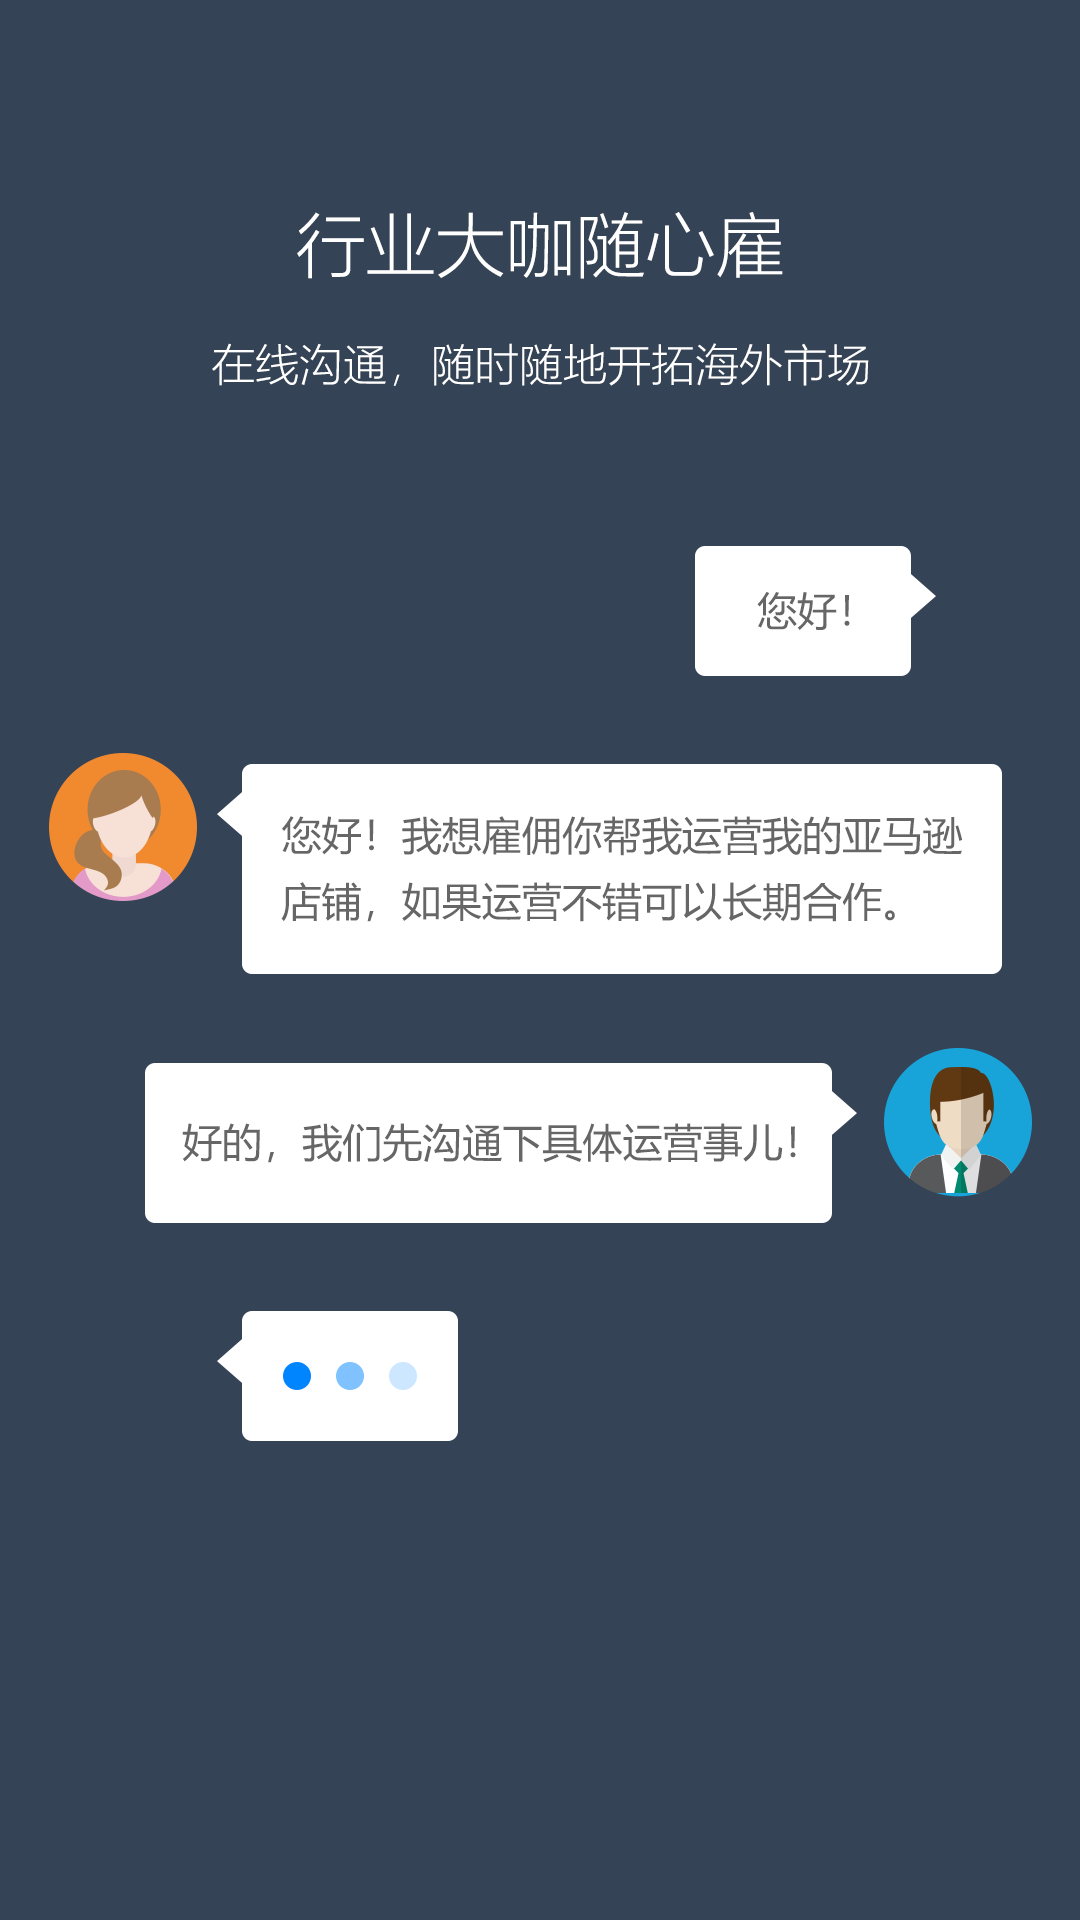 行业大咖随心雇
在线沟通，随时随地开拓海外市场
您好！
您好！我想雇佣你帮我运营我的亚马逊
店铺，如果运营不错可以长期合作。
好的，我们先沟通下具体运营事儿！